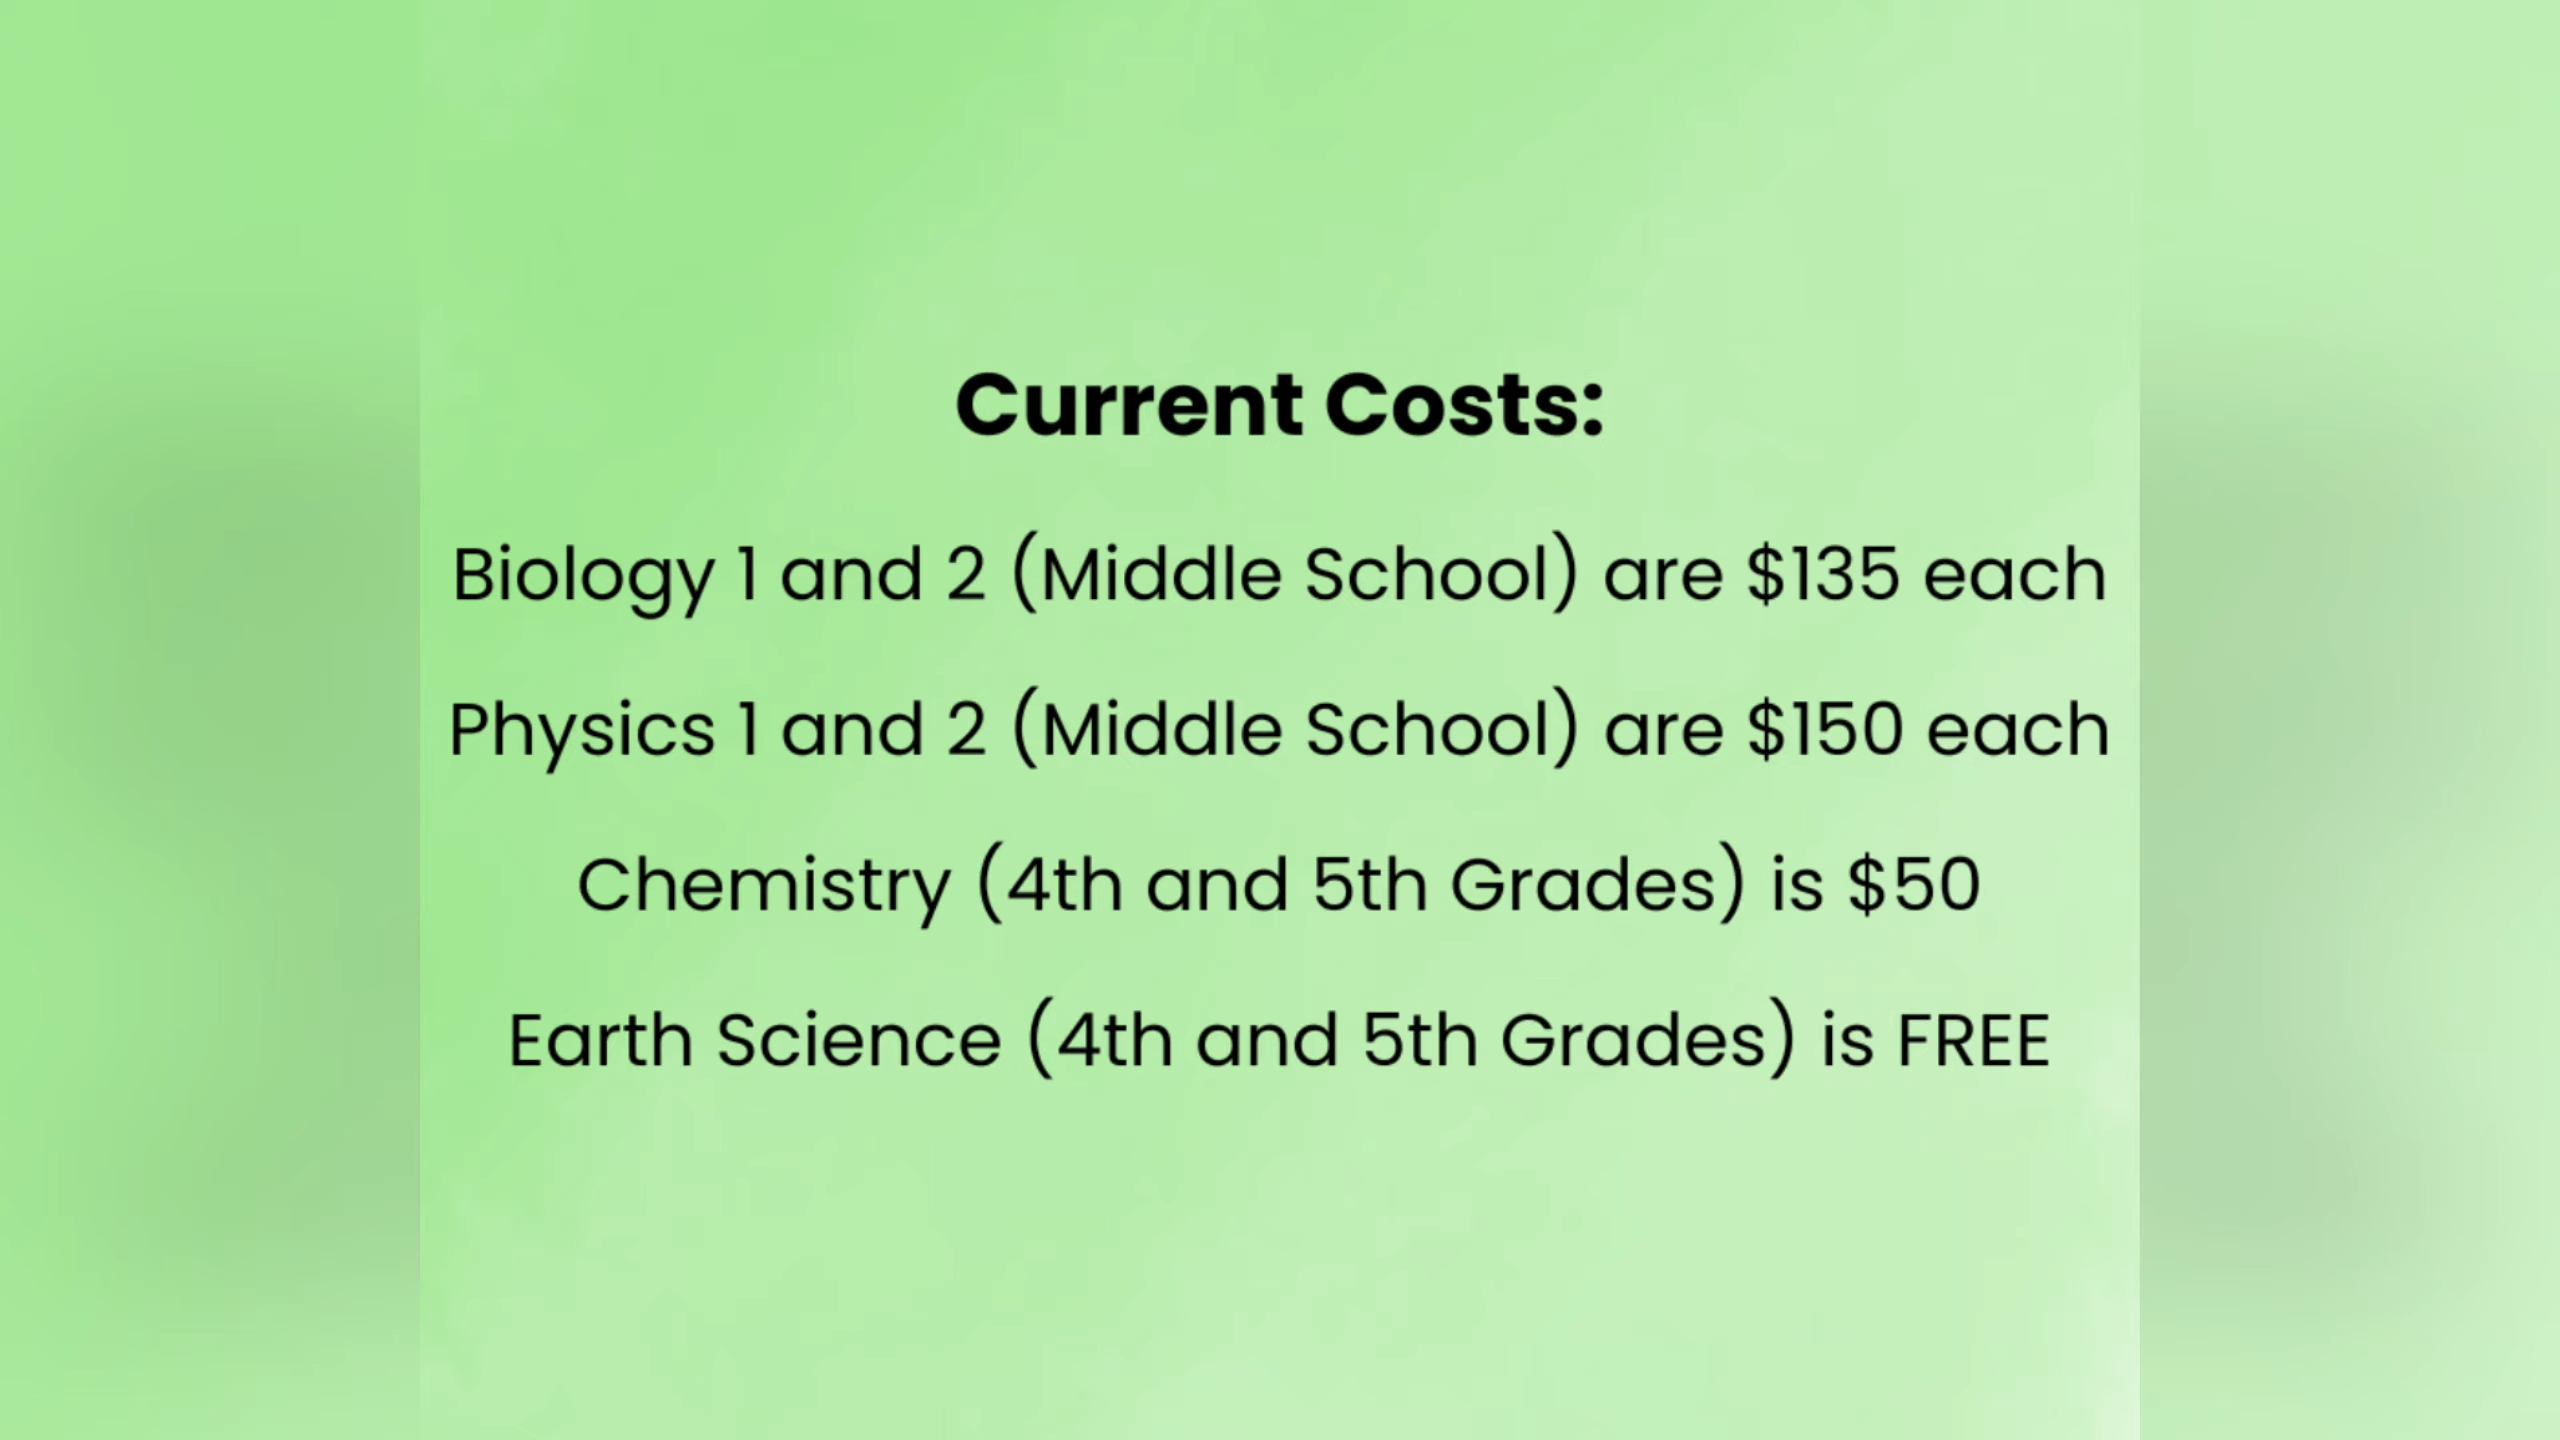 Current Costs:
Biology 1 and 2 (Middle School) are $135 each
Physics 1 and 2 (Middle School) are $150 each
Chemistry (4th and 5th Grades) is $50
Earth Science (4th and 5th Grades) is FREE